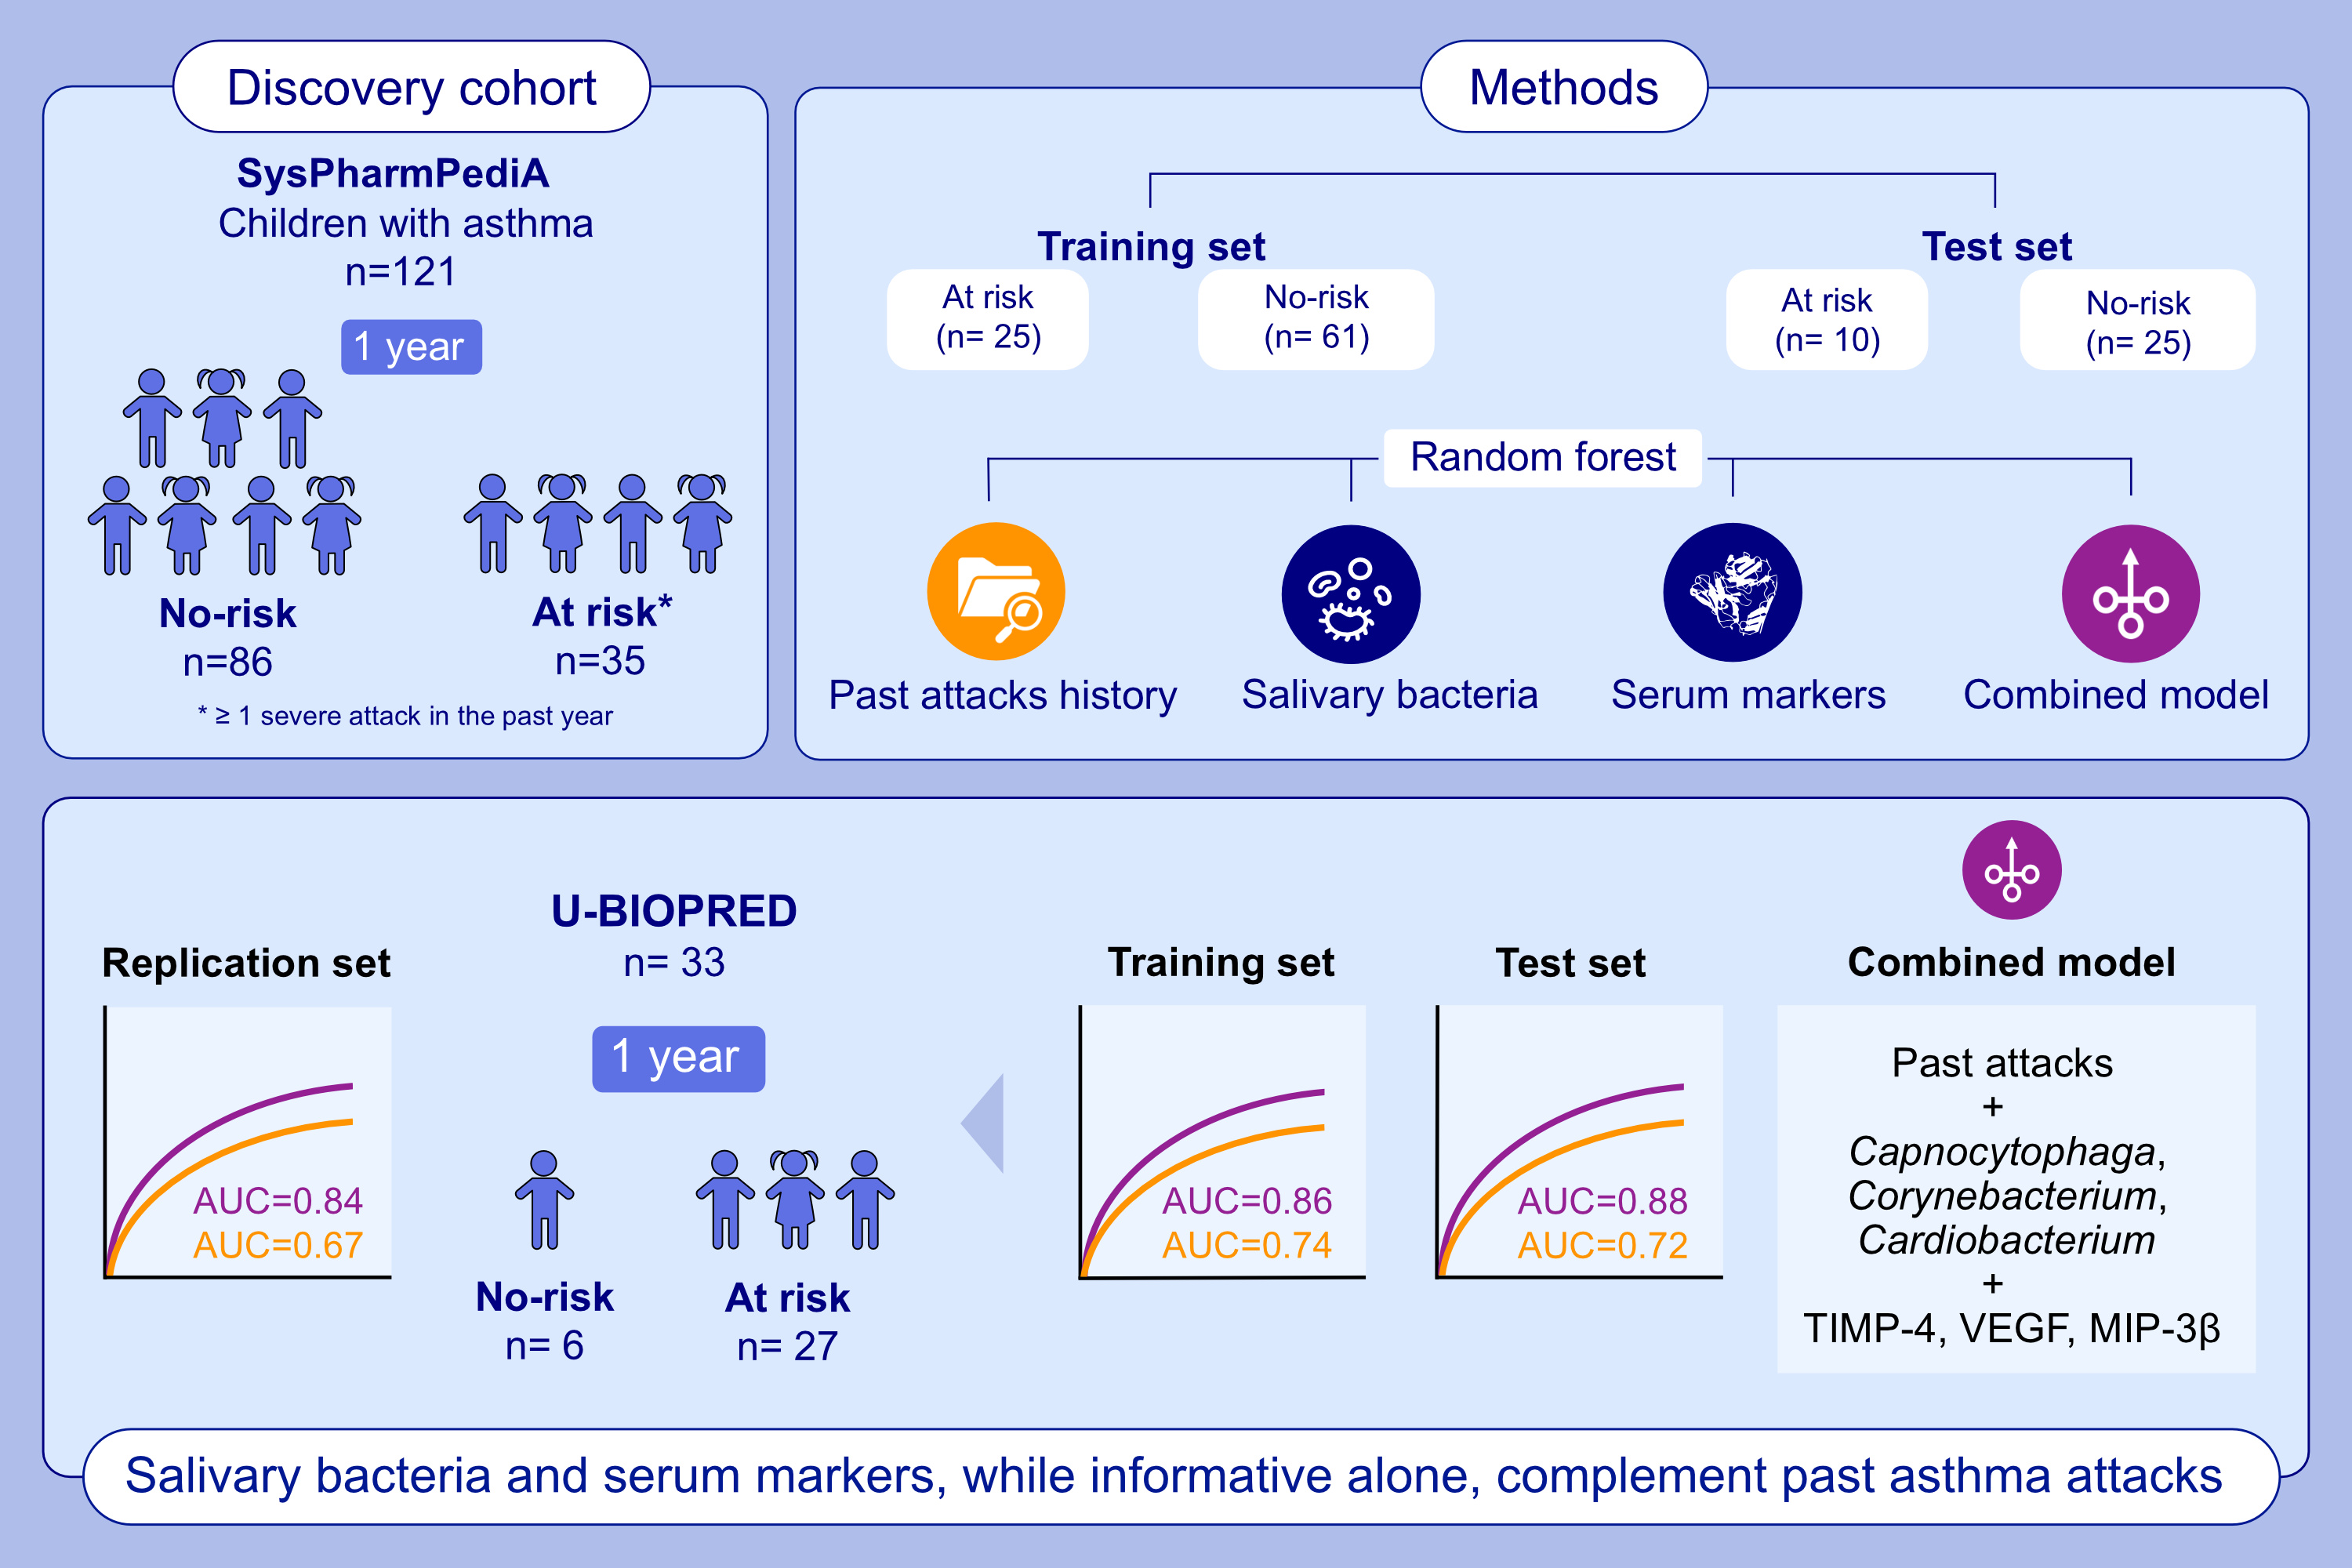 Discovery cohort
SysPharmPediA
Children with asthma
n=121
1 year
No-risk
n=86
At risk*
n=35
* ≥ 1 severe attack in the past year
Methods
Training set
At risk
(n= 25)
No-risk
(n= 61)
Test set
At risk
(n= 10)
No-risk
(n= 25)
Random forest
Past attacks history
Salivary bacteria
Serum markers
Combined model
Replication set
AUC=0.84
AUC=0.67
U-BIOPRED
n= 33
1 year
No-risk
n= 6
At risk
n= 27
Training set
AUC=0.86
AUC=0.74
Test set
AUC=0.88
AUC=0.72
Combined model
Past attacks
+
Capnocytophaga,
Corynebacterium,
Cardiobacterium
+
TIMP-4, VEGF, MIP-3β
Salivary bacteria and serum markers, while informative alone, complement past asthma attacks